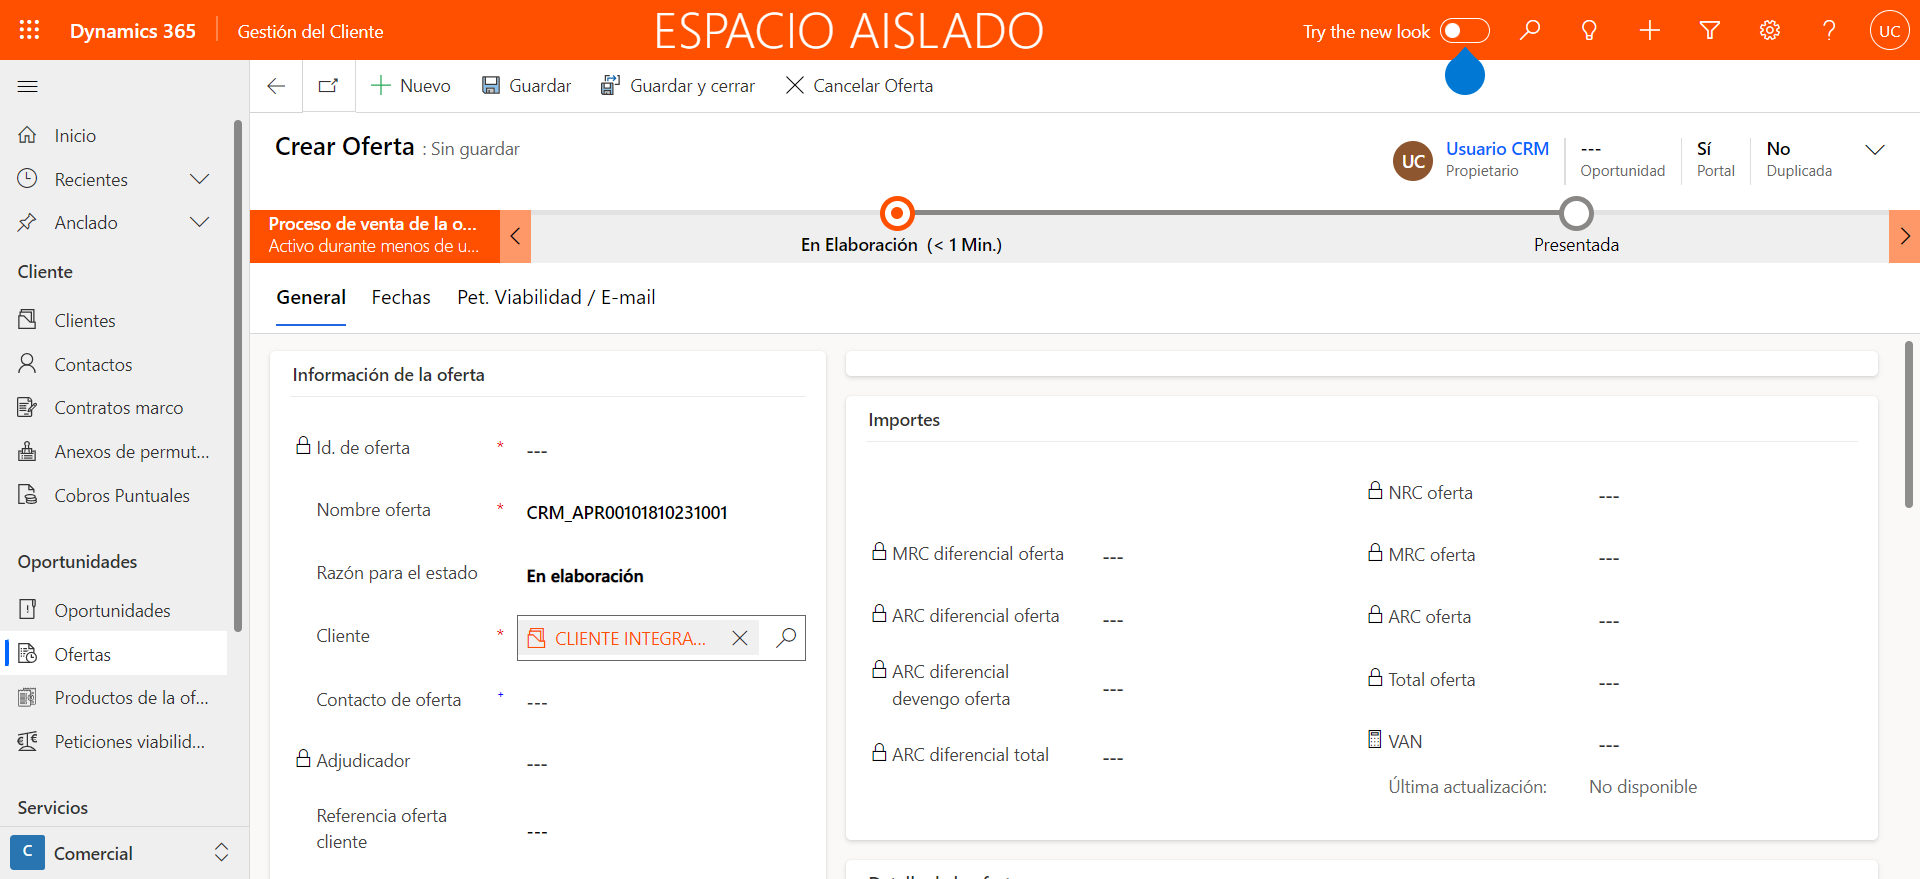 Dynamics 365
Gestión del Cliente
ESPACIO AISLADO
Try the new look
UC
Nuevo
Guardar
Guardar y cerrar
Cancelar Oferta
Inicio
Recientes
Anclado
Cliente
Clientes
Contactos
Contratos marco
Anexos de permut...
Cobros Puntuales
Oportunidades
Oportunidades
Ofertas
Productos de la of...
Peticiones viabilid...
Servicios
C
Comercial
Crear Oferta : Sin guardar
UC
Usuario CRM
Propietario
---
Oportunidad
Sí
Portal
No
Duplicada
Proceso de venta de la o...
Activo durante menos de u...
En Elaboración (< 1 Min.)
Presentada
General
Fechas
Pet. Viabilidad / E-mail
Información de la oferta
Id. de oferta * ---
Nombre oferta * CRM_APR00101810231001
Razón para el estado En elaboración
Cliente * CLIENTE INTEGRA...
Contacto de oferta + ---
Adjudicador ---
Referencia oferta
cliente ---
Importes
MRC diferencial oferta ---
ARC diferencial oferta ---
ARC diferencial
devengo oferta ---
ARC diferencial total ---
NRC oferta ---
MRC oferta ---
ARC oferta ---
Total oferta ---
VAN ---
Última actualización: No disponible